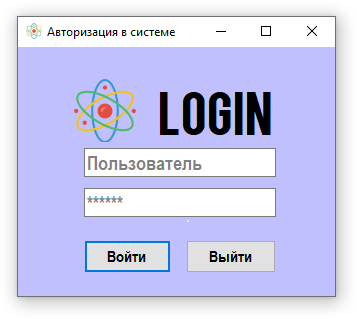 Авторизация в системе
LOGIN
Пользователь
******
Войти
Выйти